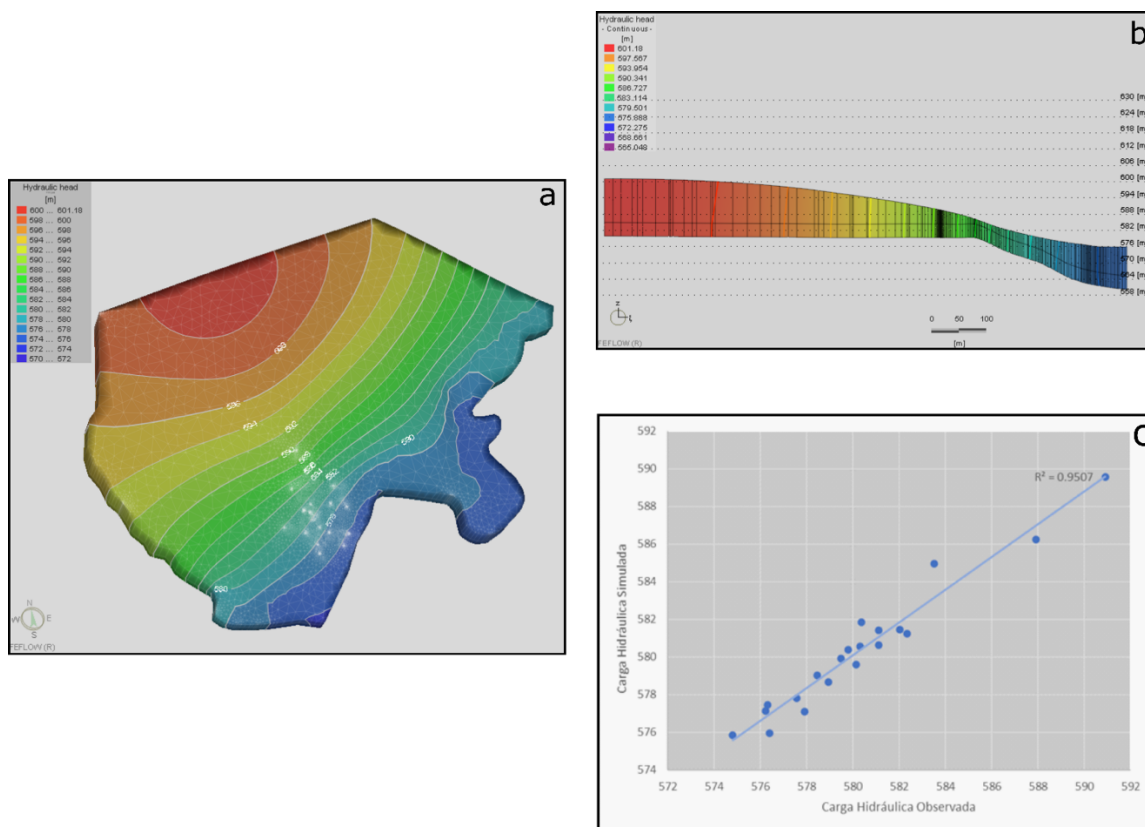 a
Hydraulic head
[m]
600 ... 601.18
598 ... 600
596 ... 598
594 ... 596
592 ... 594
590 ... 592
588 ... 590
586 ... 588
584 ... 586
582 ... 584
580 ... 582
578 ... 580
576 ... 578
574 ... 576
572 ... 574
570 ... 572
596
594
592
590
582
580
580
N
W E
S
FEFLOW (R)
b
Hydraulic head
- Continuous -
[m]
601.18
597.567
593.954
590.341
586.727
583.114
579.501
575.888
572.275
568.661
565.048
630 [m]
624 [m]
618 [m]
612 [m]
606 [m]
600 [m]
594 [m]
588 [m]
582 [m]
576 [m]
570 [m]
564 [m]
558 [m]
z
0 50 100
[m]
FEFLOW (R)
c
592
590
588
586
584
582
580
578
576
574
R² = 0.9507
Carga Hidráulica Simulada
572 574 576 578 580 582 584 586 588 590 592
Carga Hidráulica Observada